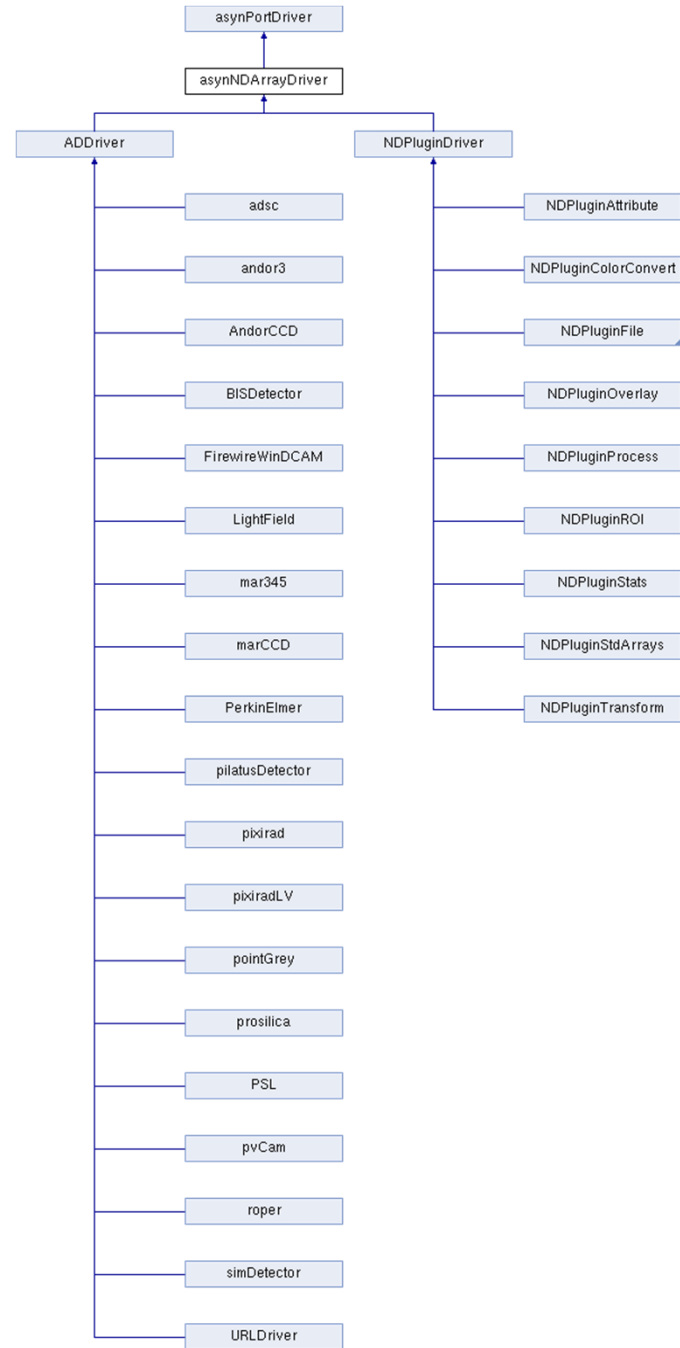 asynPortDriver
asynNDArrayDriver
ADDriver
NDPluginDriver
adsc
NDPluginAttribute
andor3
NDPluginColorConvert
AndorCCD
NDPluginFile
BISDetector
NDPluginOverlay
FirewireWinDCAM
NDPluginProcess
LightField
NDPluginROI
mar345
NDPluginStats
marCCD
NDPluginStdArrays
PerkinElmer
NDPluginTransform
pilatusDetector
pixirad
pixiradLV
pointGrey
prosilica
PSL
pvCam
roper
simDetector
URLDriver